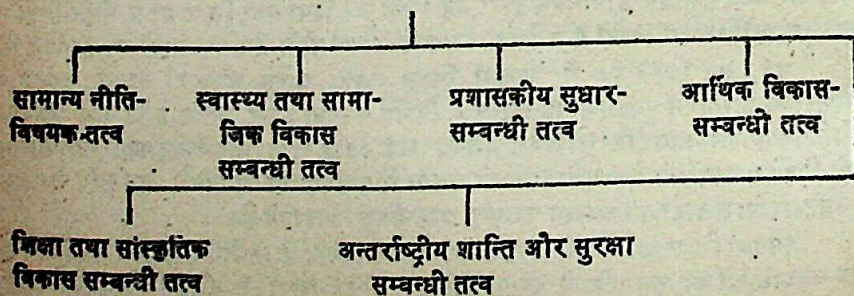 सामान्य नीति-
विषयक-तत्व
स्वास्थ्य तथा सामा-
जिक विकास
सम्बन्धी तत्व
प्रशासकीय सुधार-
सम्बन्धी तत्व
आर्थिक विकास-
सम्बन्धी तत्व
शिक्षा तथा सांस्कृतिक
विकास सम्बन्धी तत्व
अन्तर्राष्ट्रीय शान्ति ओर सुरक्षा
सम्बन्धी तत्व